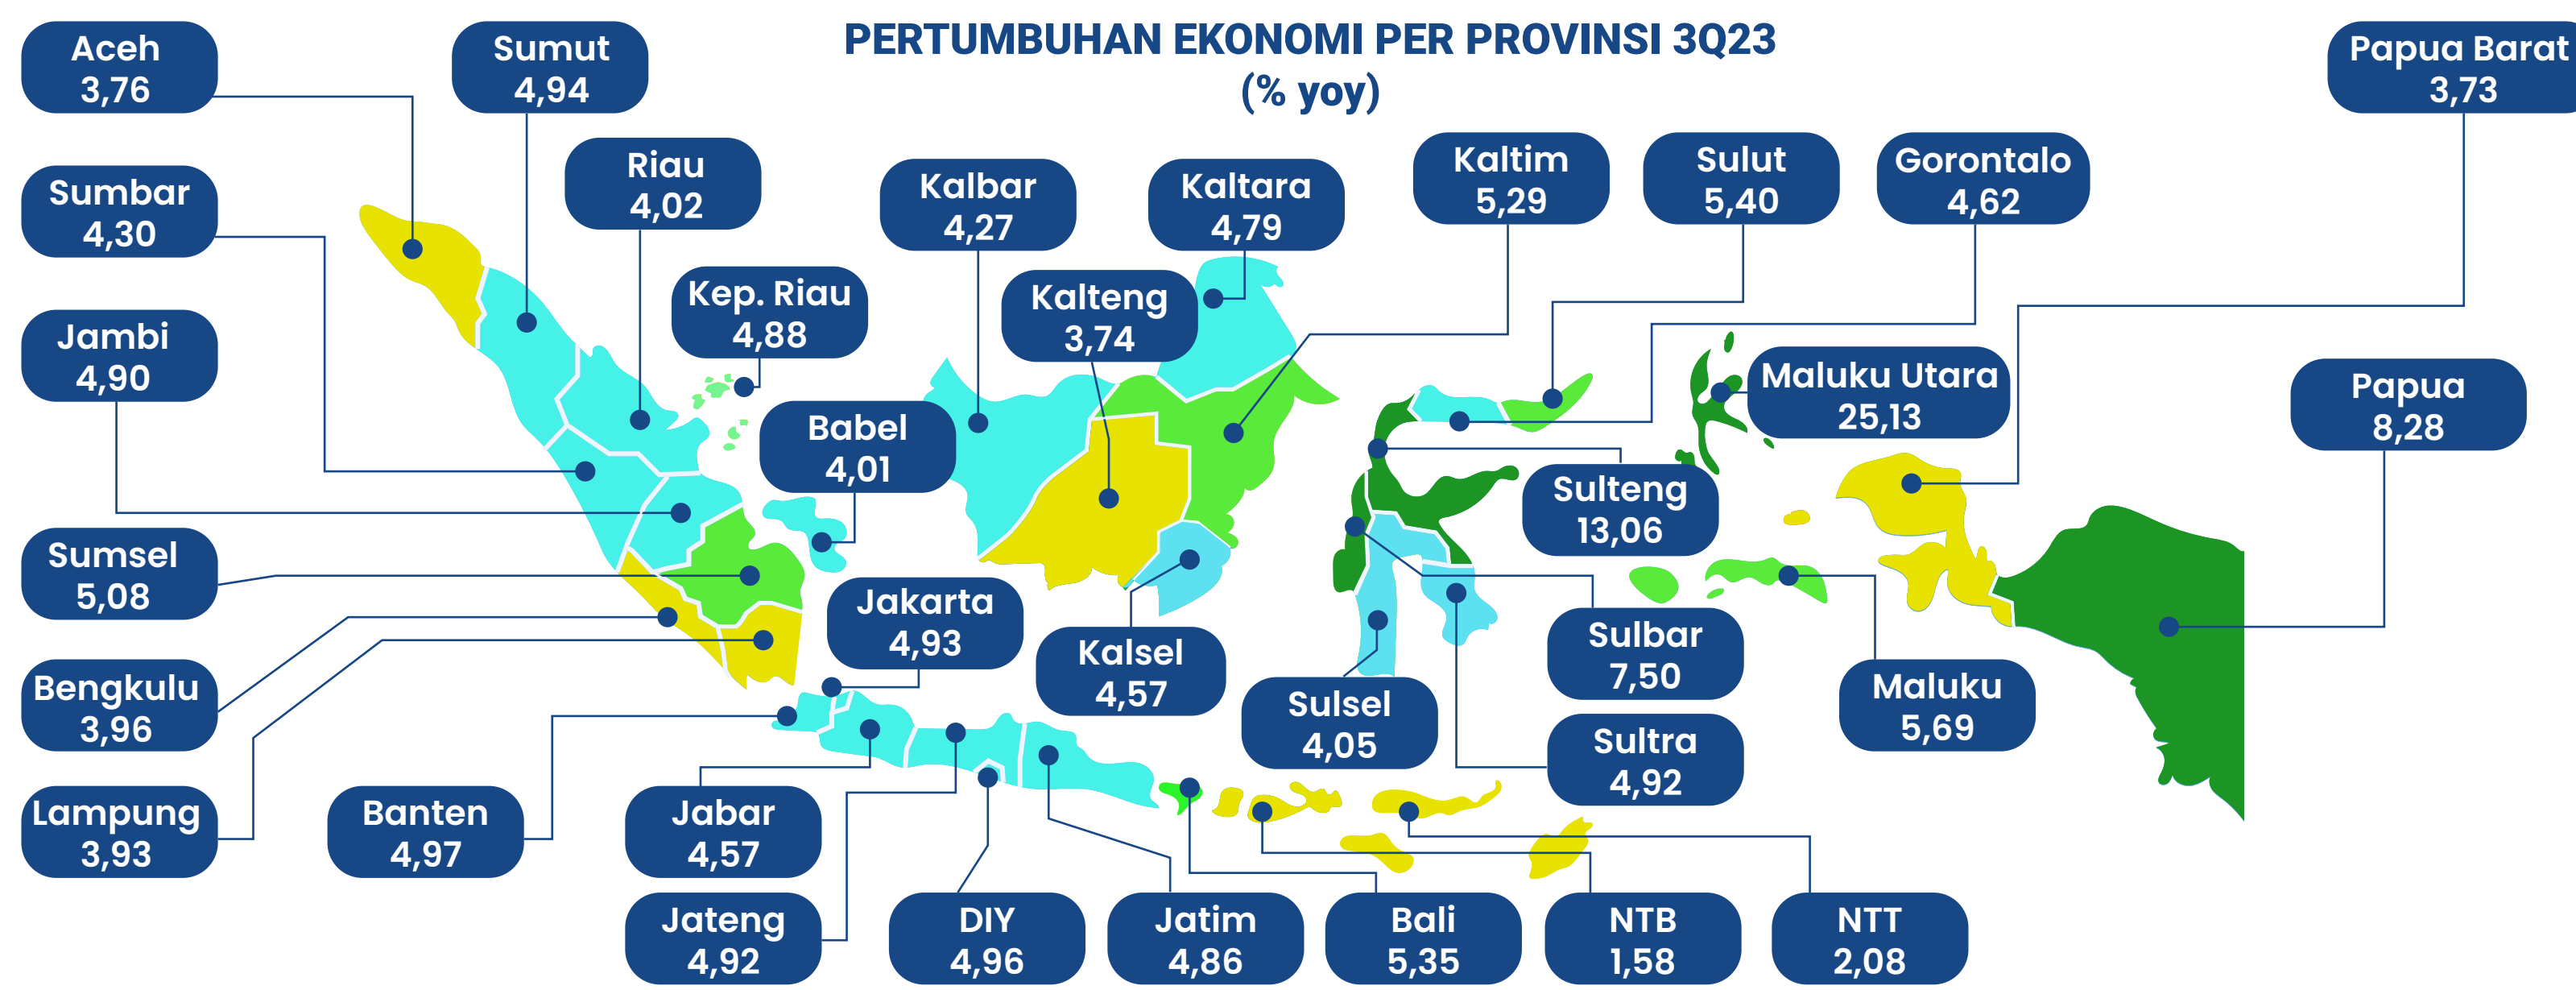 PERTUMBUHAN EKONOMI PER PROVINSI 3Q23
(% yoy)
Aceh
3,76
Sumut
4,94
Papua Barat
3,73
Riau
4,02
Sumbar
4,30
Kalbar
4,27
Kaltara
4,79
Kaltim
5,29
Sulut
5,40
Gorontalo
4,62
Kep. Riau
4,88
Kalteng
3,74
Jambi
4,90
Maluku Utara
25,13
Papua
8,28
Babel
4,01
Sulteng
13,06
Sumsel
5,08
Jakarta
4,93
Kalsel
4,57
Sulbar
7,50
Bengkulu
3,96
Sulsel
4,05
Maluku
5,69
Sultra
4,92
Lampung
3,93
Banten
4,97
Jabar
4,57
Jateng
4,92
DIY
4,96
Jatim
4,86
Bali
5,35
NTB
1,58
NTT
2,08